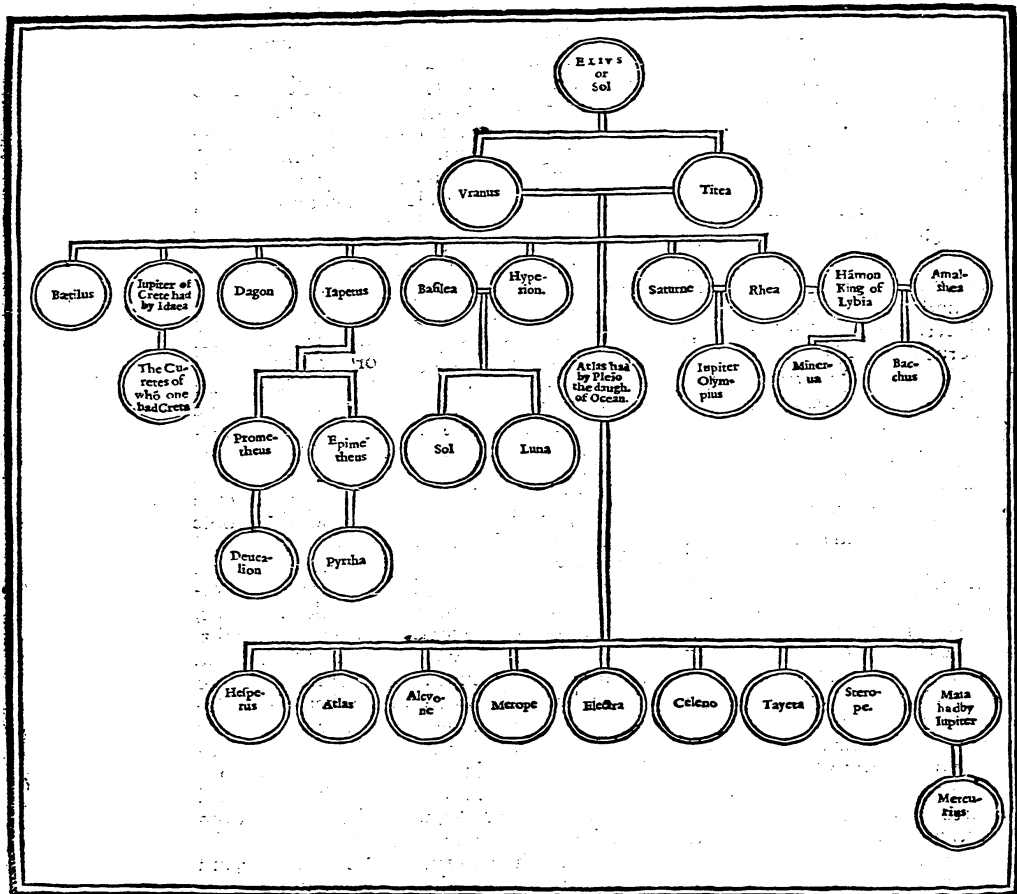 ELIVS
or
Sol
Vranus
Titea
Bætilus
Iupiter of
Crete had
by Idaea
Dagon
Iapetus
Baſilea
Hype-
rion.
Saturne
Rhea
Hāmon
King of
Lybia
Amal-
thea
The Cu-
retes of
whō one
had Creta
Atlas had
by Pleio
the daugh.
of Ocean.
Iupiter
Olym-
pius
Miner-
ua
Bac-
chus
Prome-
theus
Epime-
theus
Sol
Luna
Deuca-
lion
Pyrrha
Heſpe-
rus
Atlas
Alcyo-
ne
Merope
Electra
Celeno
Tayeta
Stero-
pe.
Maia
had by
Iupiter
Mercu-
rius